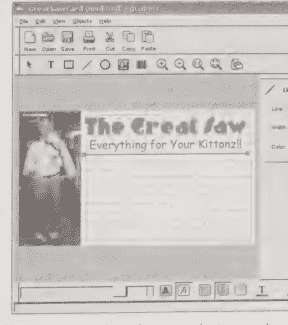 File Edit View Objects Help
New Open Save Print Cut Copy Paste
The Great Saw
Everything for Your Kittonz!!
Line
Width
Color